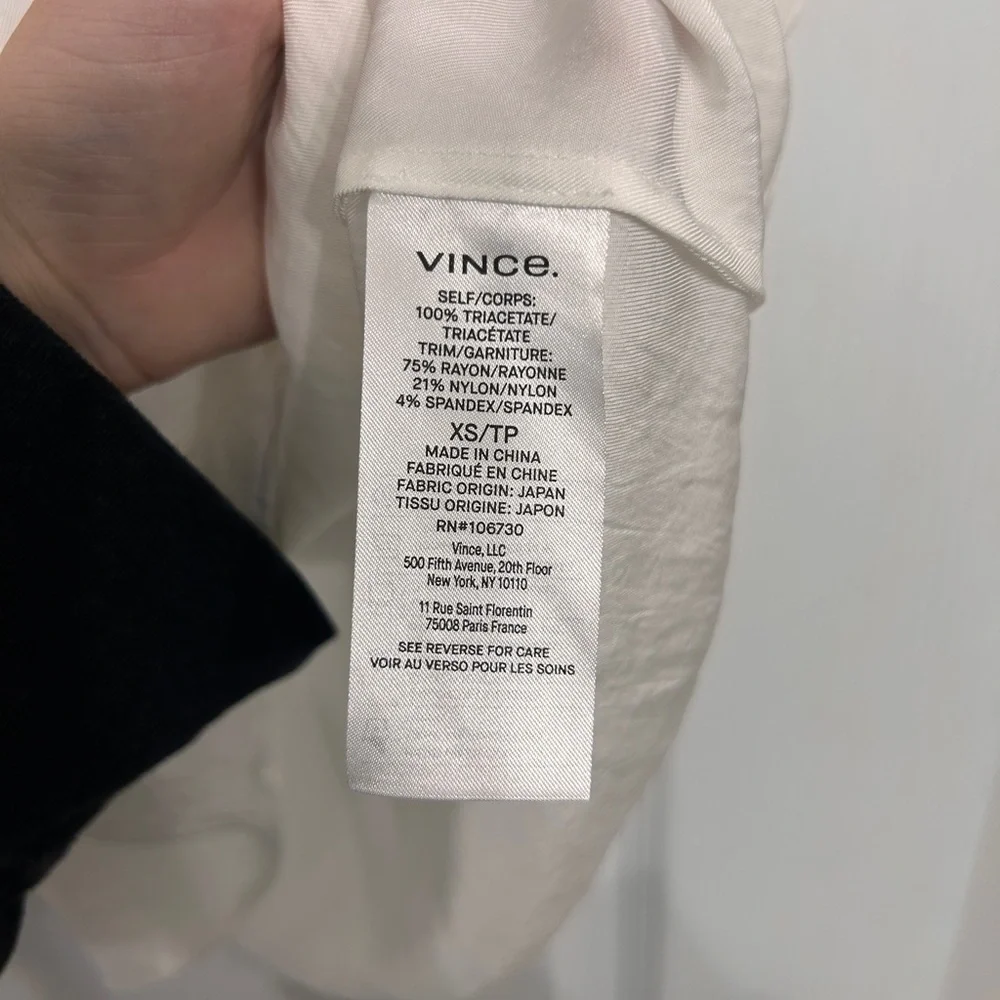 VINCe.
SELF/CORPS:
100% TRIACETATE/
TRIACÉTATE
TRIM/GARNITURE:
75% RAYON/RAYONNE
21% NYLON/NYLON
4% SPANDEX/SPANDEX
XS/TP
MADE IN CHINA
FABRIQUÉ EN CHINE
FABRIC ORIGIN: JAPAN
TISSU ORIGINE: JAPON
RN#106730
Vince, LLC
500 Fifth Avenue, 20th Floor
New York, NY 10110
11 Rue Saint Florentin
75008 Paris France
SEE REVERSE FOR CARE
VOIR AU VERSO POUR LES SOINS